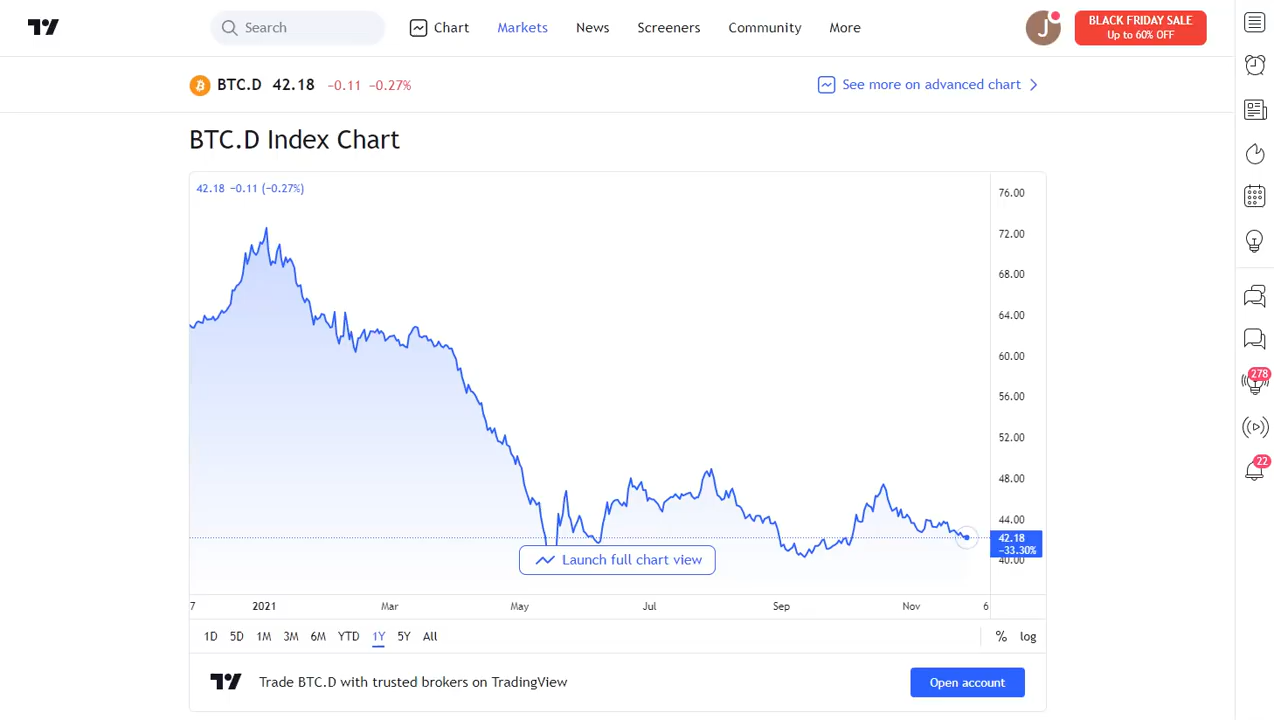 Search
Chart
Markets
News
Screeners
Community
More
J
BLACK FRIDAY SALE
Up to 60% OFF
BTC.D 42.18 −0.11 −0.27%
See more on advanced chart
BTC.D Index Chart
42.18 −0.11 (−0.27%)
76.00
72.00
68.00
64.00
60.00
56.00
52.00
48.00
44.00
42.18
−33.30%
40.00
Launch full chart view
7 2021 Mar May Jul Sep Nov 6
1D 5D 1M 3M 6M YTD 1Y 5Y All % log
Trade BTC.D with trusted brokers on TradingView
Open account
278
22